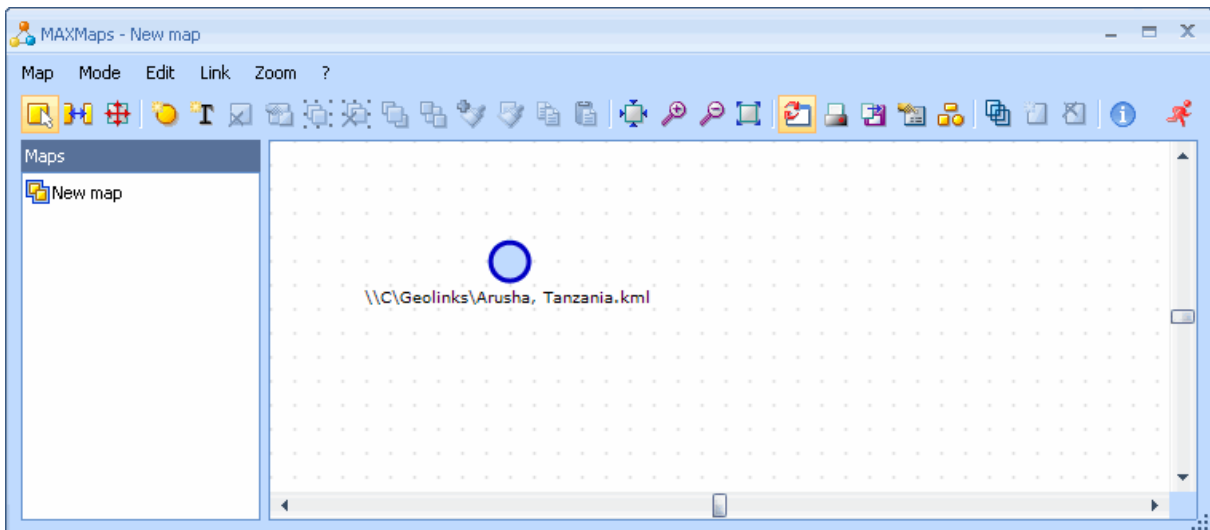 MAXMaps - New map
Map Mode Edit Link Zoom ?
Maps
New map
\\C\Geolinks\Arusha, Tanzania.kml